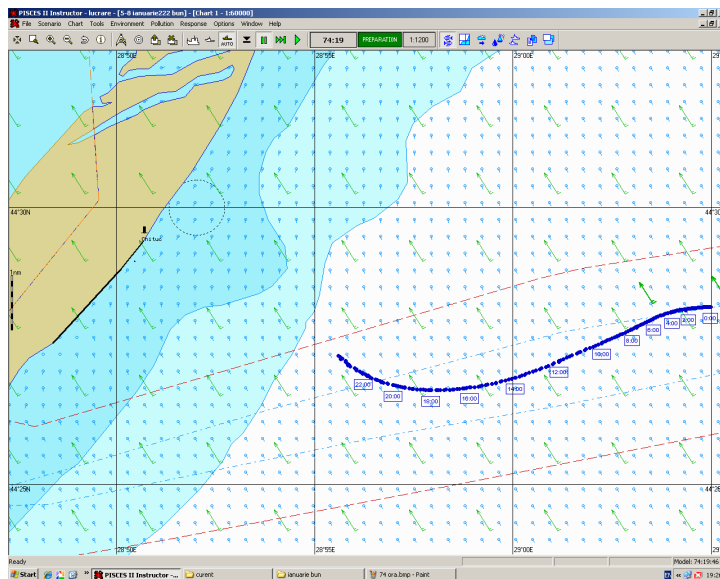 PISCES II Instructor - lucrare - [5-8 ianuarie222 bun] - [Chart 1 - 1:60000]
File Scenario Chart Tools Environment Pollution Response Options Window Help
AUTO 74:19 PREPARATION 1:1200
28°50E 28°55E 29°00E 29°
44°30N 44°30
Chituc
1nm
0:00
2:00
4:00
6:00
8:00
10:00
12:00
14:00
16:00
18:00
20:00
22:00
44°25N 44°25
28°50E 28°55E 29°00E 29°
Ready Model: 74:19:46
Start » PISCES II Instructor -... curent ianuarie bun 74 ora.bmp - Paint «